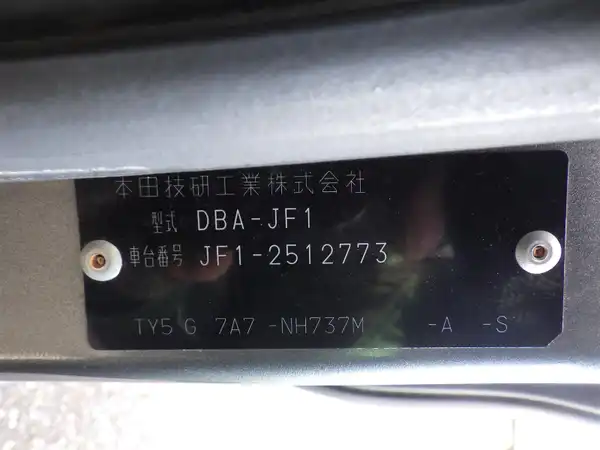 本田技研工業株式会社
型式 DBA-JF1
車台番号 JF1-2512773
TY5 G 7A7 -NH737M -A -S